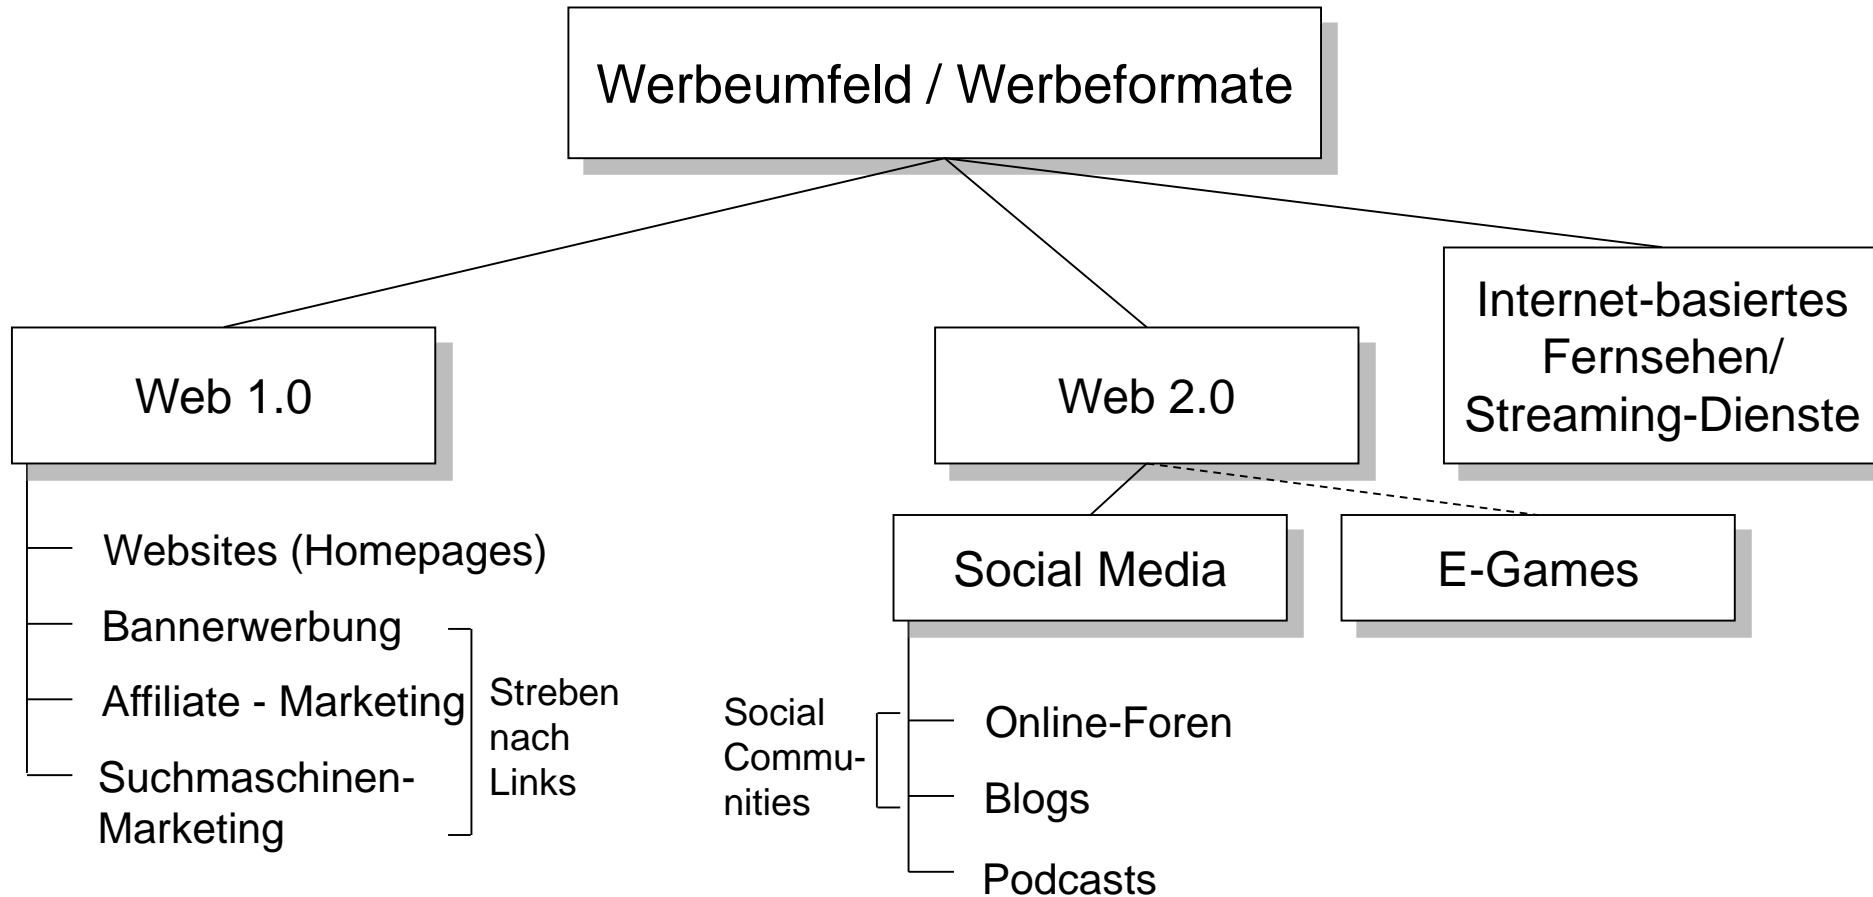 Werbeumfeld / Werbeformate
Internet-basiertes
Fernsehen/
Streaming-Dienste
Web 1.0
Web 2.0
Websites (Homepages)
Bannerwerbung
Affiliate - Marketing
Suchmaschinen-
Marketing
Streben
nach
Links
Social Media
E-Games
Social
Commu-
nities
Online-Foren
Blogs
Podcasts